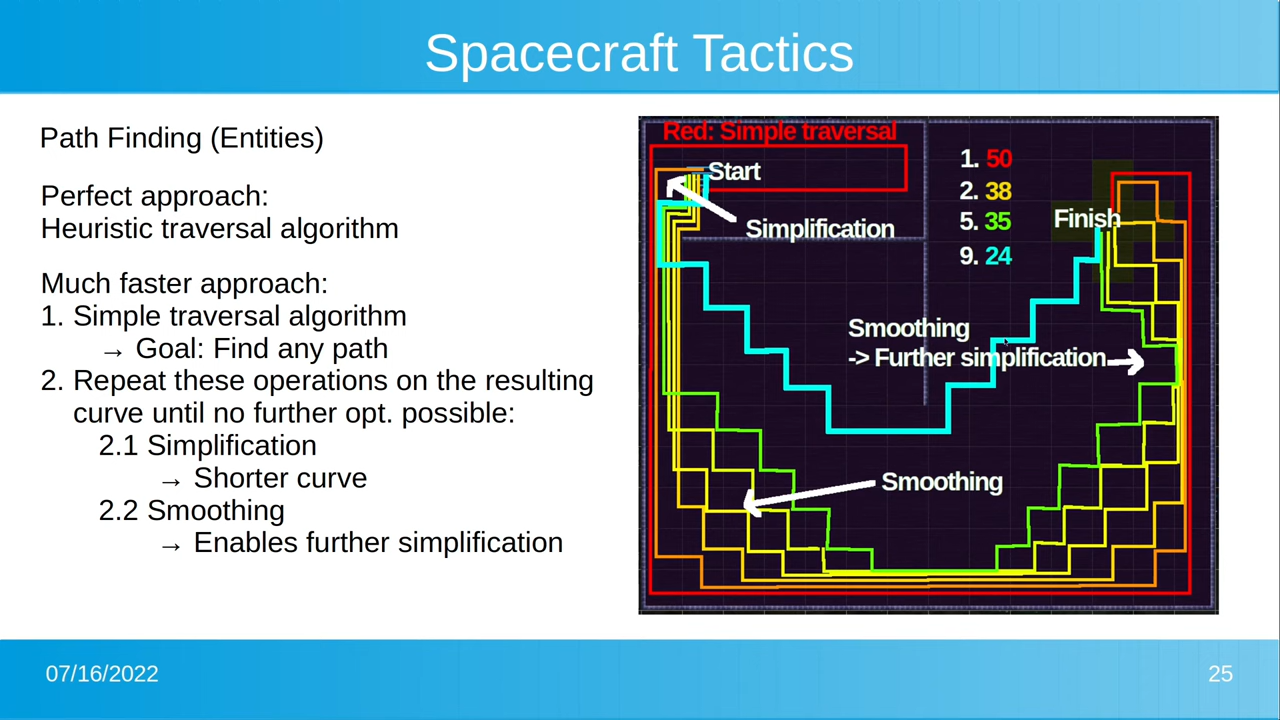 Spacecraft Tactics
Path Finding (Entities)
Perfect approach:
Heuristic traversal algorithm
Much faster approach:
1. Simple traversal algorithm
→ Goal: Find any path
2. Repeat these operations on the resulting
curve until no further opt. possible:
2.1 Simplification
→ Shorter curve
2.2 Smoothing
→ Enables further simplification
Red: Simple traversal
Start
Simplification
1. 50
2. 38
5. 35
9. 24
Finish
Smoothing
-> Further simplification
Smoothing
07/16/2022
25